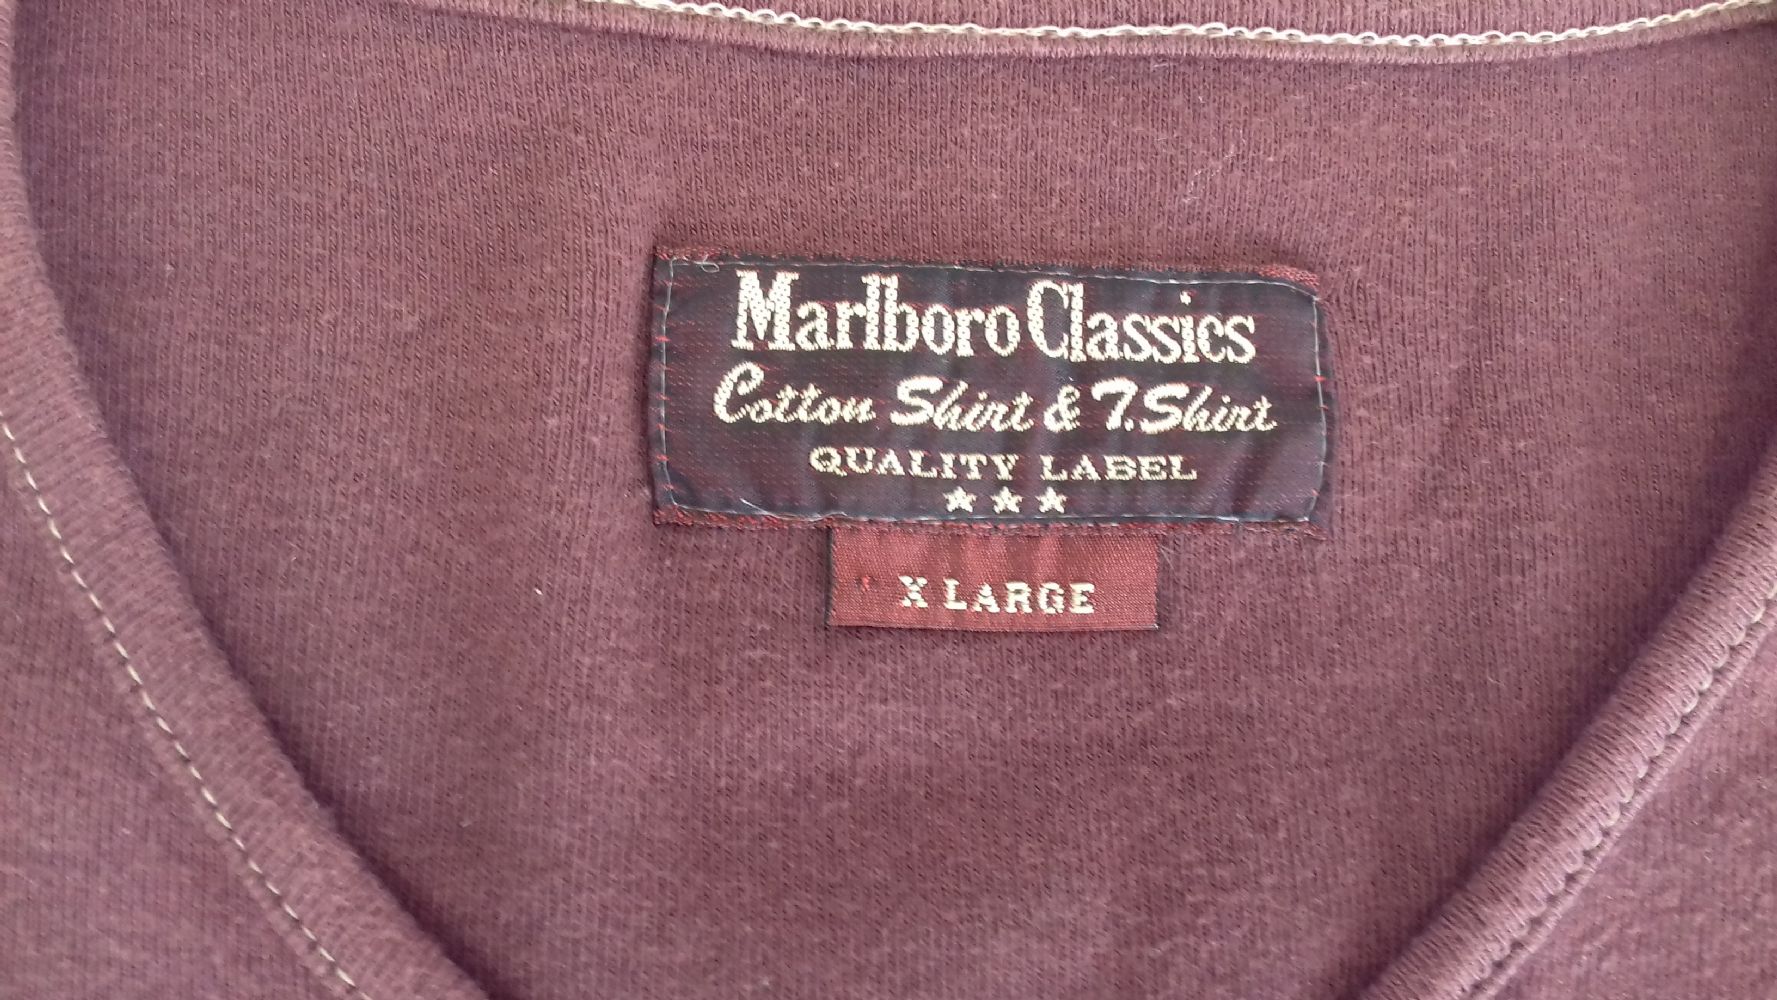 Marlboro Classics
Cotton Shirt & T.Shirt
QUALITY LABEL
X LARGE